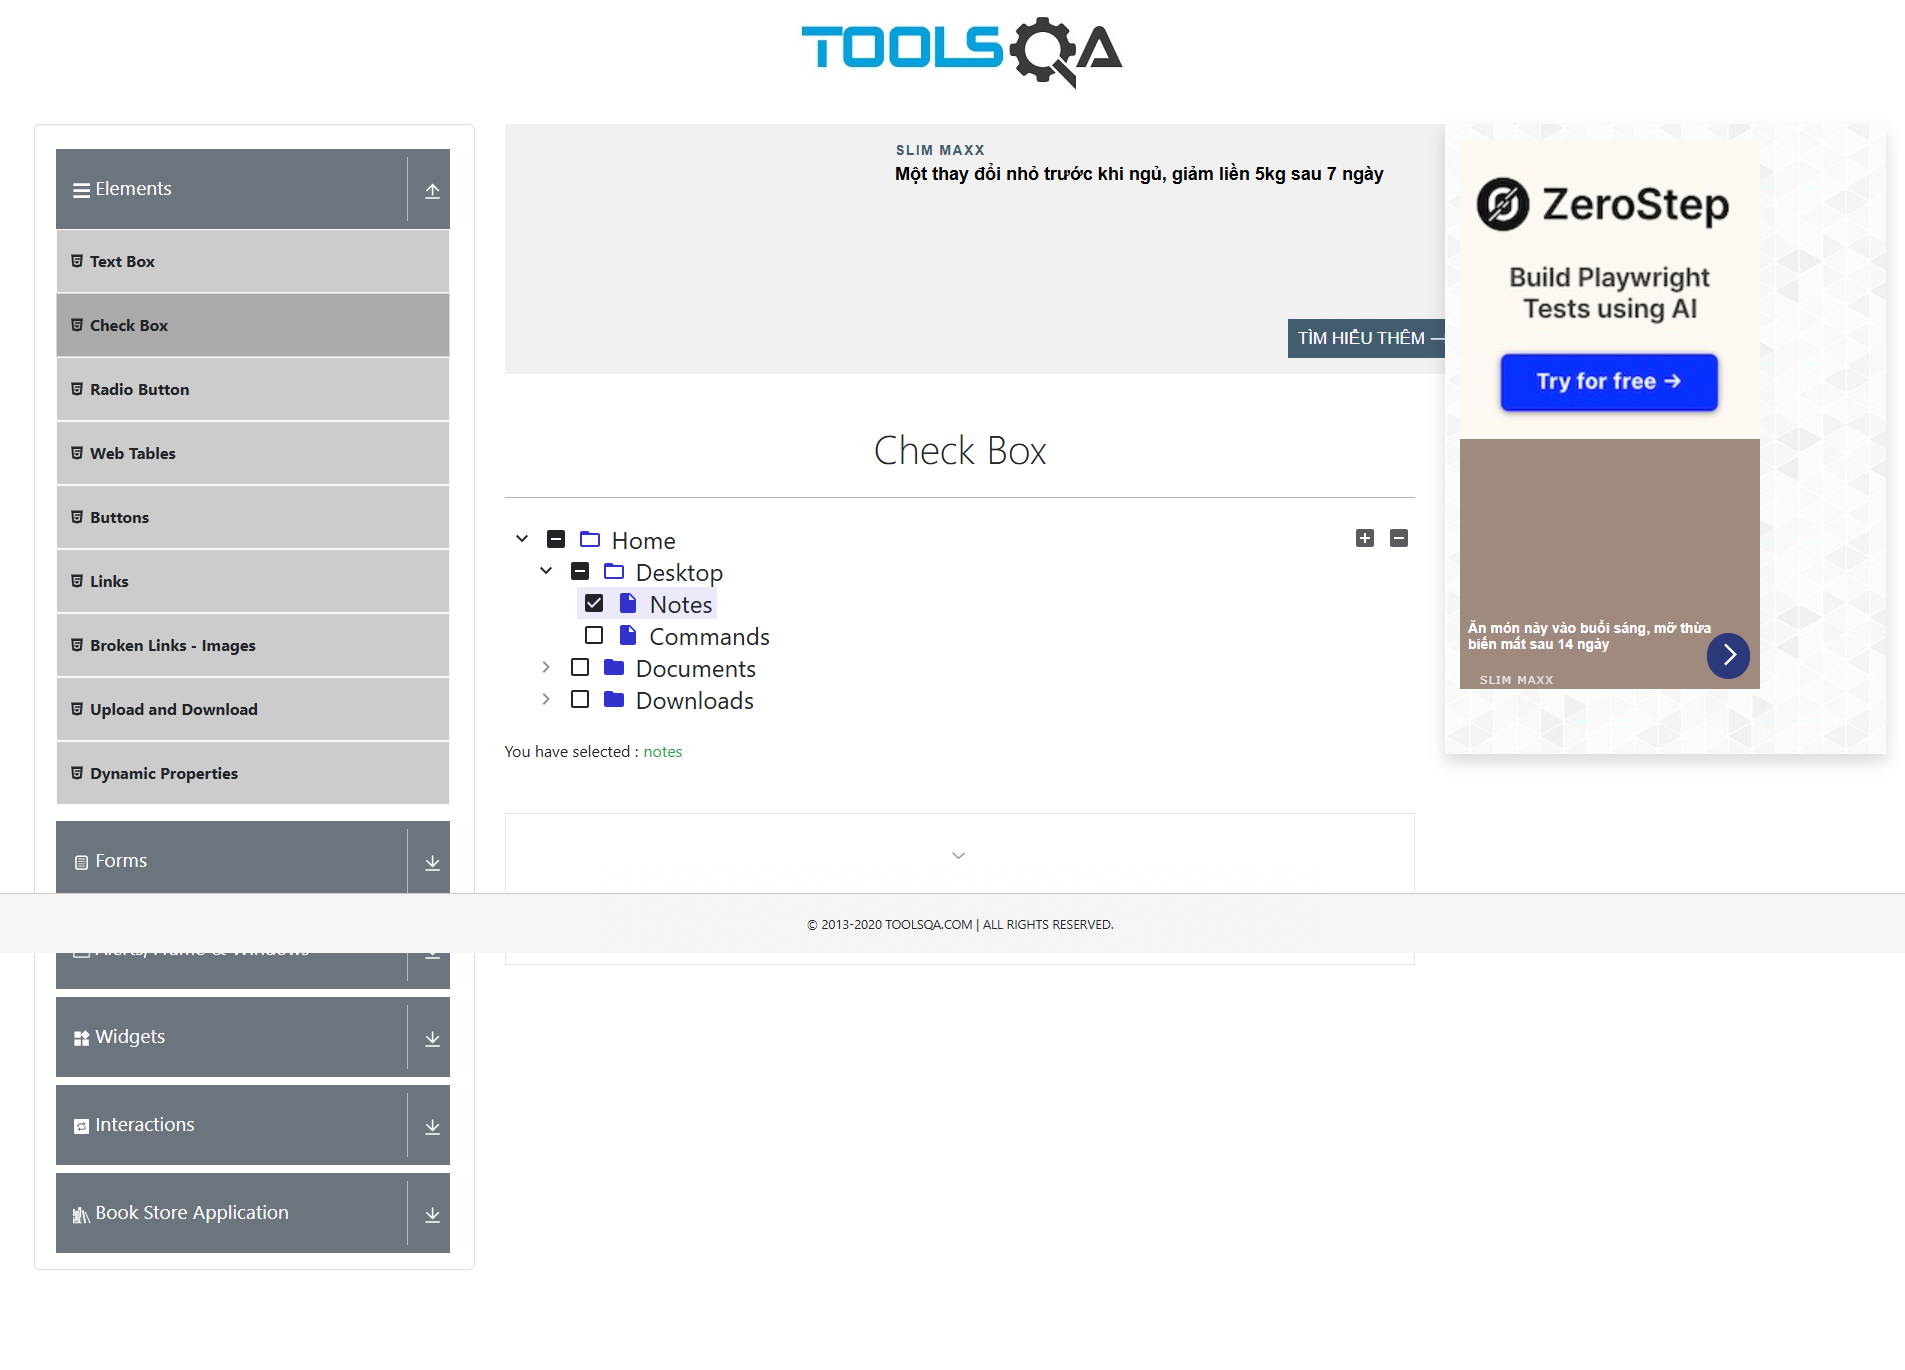 TOOLSQA
Elements
Text Box
Check Box
Radio Button
Web Tables
Buttons
Links
Broken Links - Images
Upload and Download
Dynamic Properties
Forms
Alerts, Frame & Windows
Widgets
Interactions
Book Store Application
SLIM MAXX
Một thay đổi nhỏ trước khi ngủ, giảm liền 5kg sau 7 ngày
TÌM HIỂU THÊM
Check Box
Home
Desktop
Notes
Commands
Documents
Downloads
You have selected : notes
ZeroStep
Build Playwright
Tests using AI
Try for free →
Ăn món này vào buổi sáng, mỡ thừa
biến mất sau 14 ngày
SLIM MAXX
© 2013-2020 TOOLSQA.COM | ALL RIGHTS RESERVED.